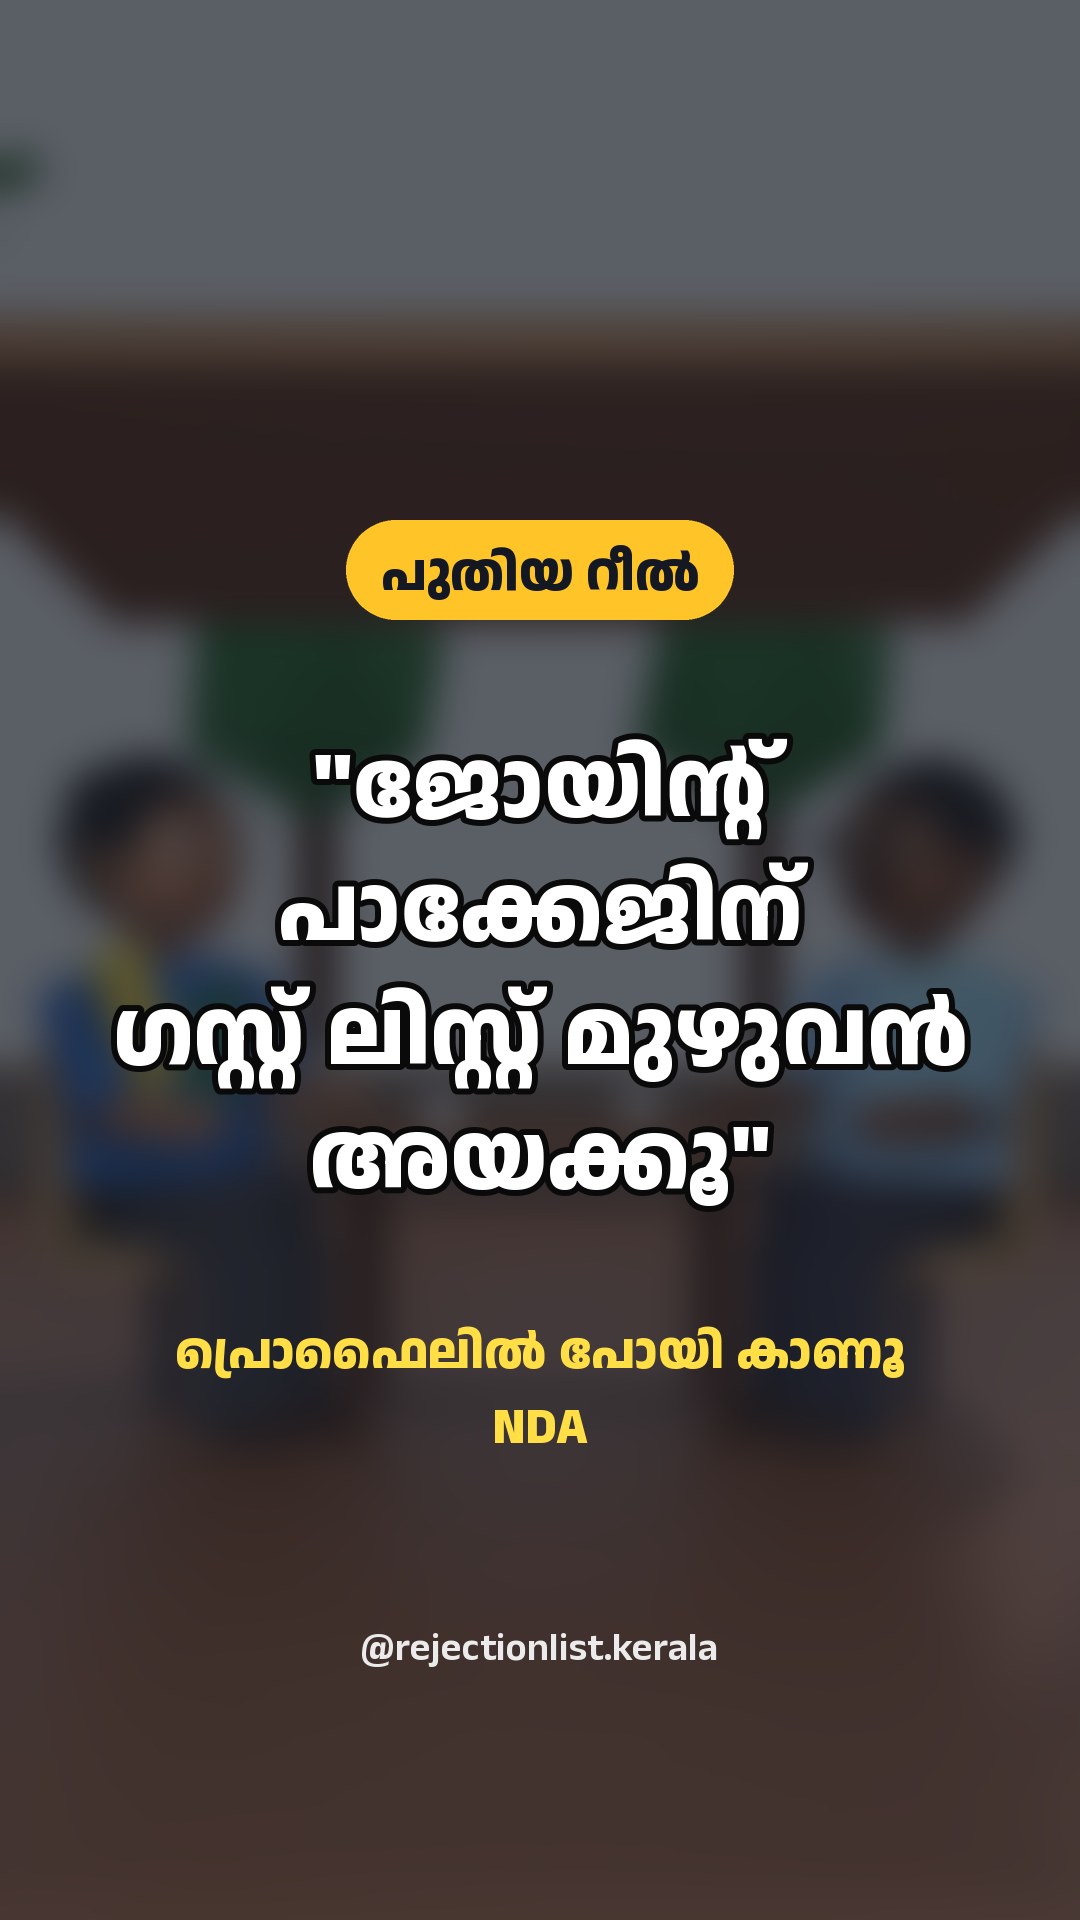 പുതിയ റീൽ
"ജോയിന്റ്
പാക്കേജിന്
ഗസ്റ്റ് ലിസ്റ്റ് മുഴുവൻ
അയക്കൂ"
പ്രൊഫൈലിൽ പോയി കാണൂ
NDA
@rejectionlist.kerala